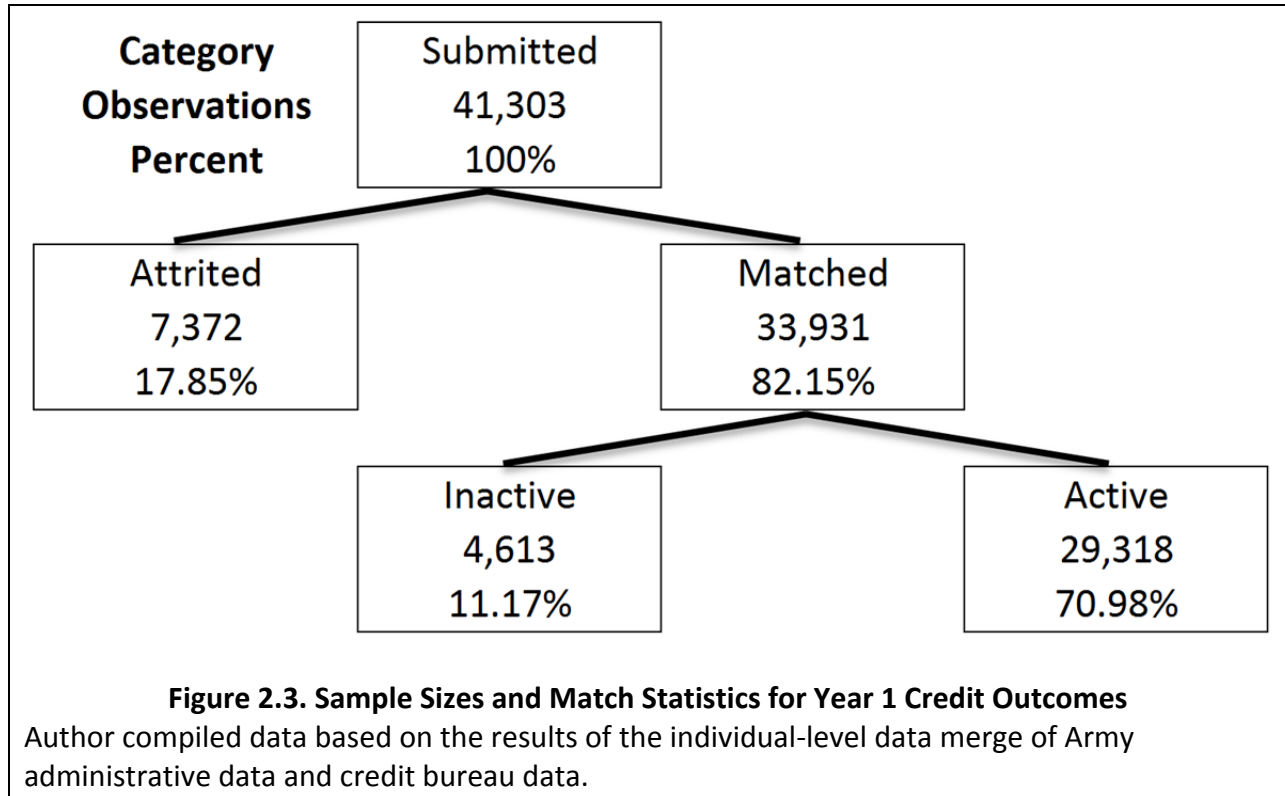 Category
Observations
Percent
Submitted
41,303
100%
Attrited
7,372
17.85%
Matched
33,931
82.15%
Inactive
4,613
11.17%
Active
29,318
70.98%
Figure 2.3. Sample Sizes and Match Statistics for Year 1 Credit Outcomes
Author compiled data based on the results of the individual-level data merge of Army
administrative data and credit bureau data.